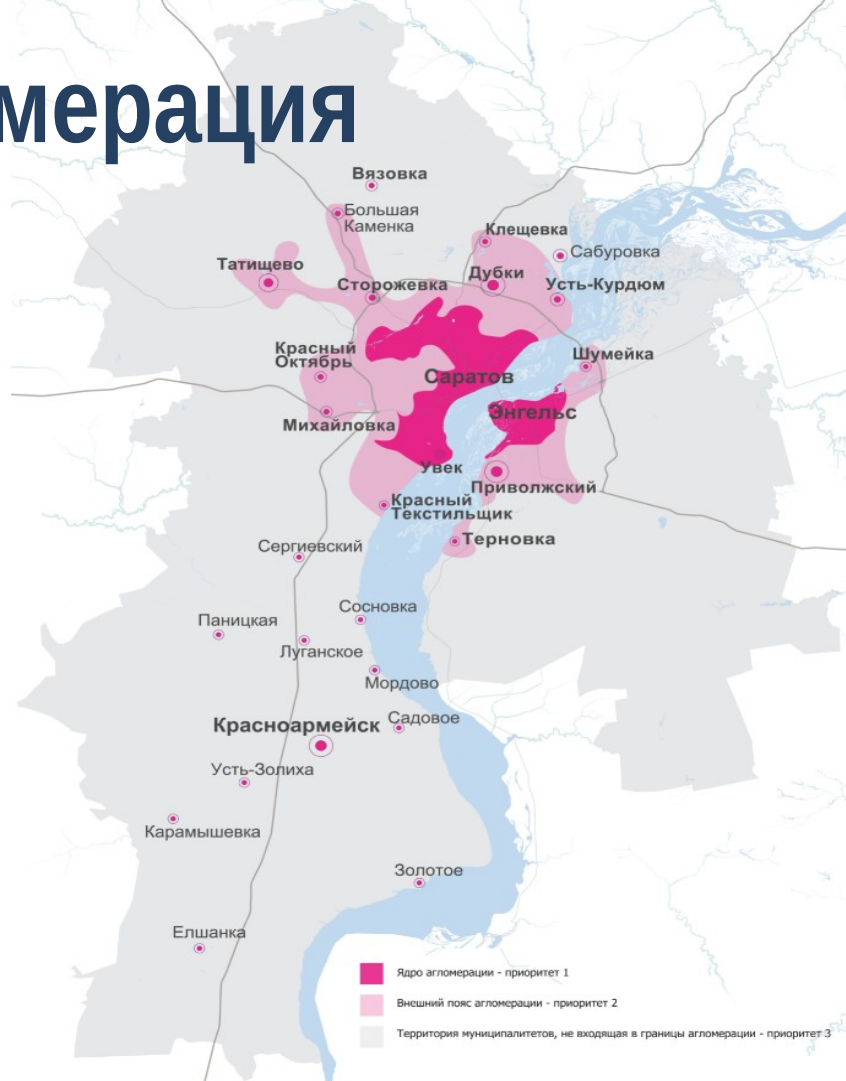 мерация
Вязовка
Большая
Каменка
Клещевка
Сабуровка
Татищево
Дубки
Сторожевка
Усть-Курдюм
Красный
Октябрь
Шумейка
Саратов
Энгельс
Михайловка
Увек
Приволжский
Красный
Текстильщик
Терновка
Сергиевский
Сосновка
Паницкая
Луганское
Мордово
Садовое
Красноармейск
Усть-Золиха
Карамышевка
Золотое
Елшанка
Ядро агломерации - приоритет 1
Внешний пояс агломерации - приоритет 2
Территория муниципалитетов, не входящая в границы агломерации - приоритет 3